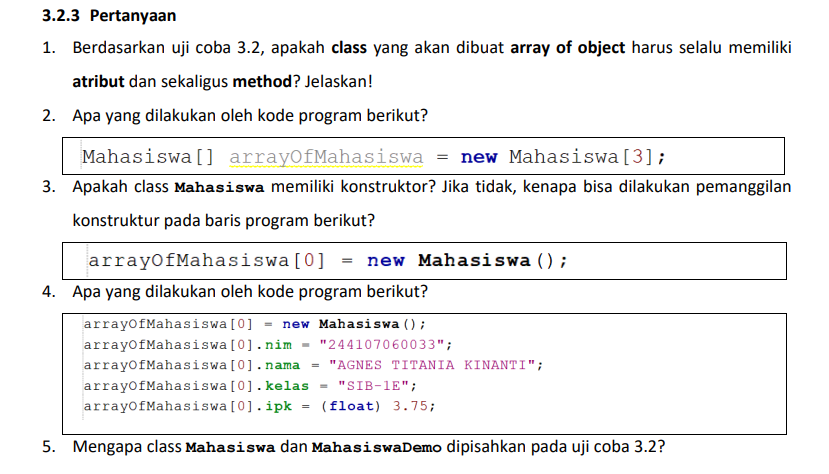 3.2.3 Pertanyaan
1. Berdasarkan uji coba 3.2, apakah class yang akan dibuat array of object harus selalu memiliki
atribut dan sekaligus method? Jelaskan!
2. Apa yang dilakukan oleh kode program berikut?
Mahasiswa[] arrayOfMahasiswa = new Mahasiswa[3];
3. Apakah class Mahasiswa memiliki konstruktor? Jika tidak, kenapa bisa dilakukan pemanggilan
konstruktur pada baris program berikut?
arrayOfMahasiswa[0] = new Mahasiswa();
4. Apa yang dilakukan oleh kode program berikut?
arrayOfMahasiswa[0] = new Mahasiswa();
arrayOfMahasiswa[0].nim = "244107060033";
arrayOfMahasiswa[0].nama = "AGNES TITANIA KINANTI";
arrayOfMahasiswa[0].kelas = "SIB-1E";
arrayOfMahasiswa[0].ipk = (float) 3.75;
5. Mengapa class Mahasiswa dan MahasiswaDemo dipisahkan pada uji coba 3.2?